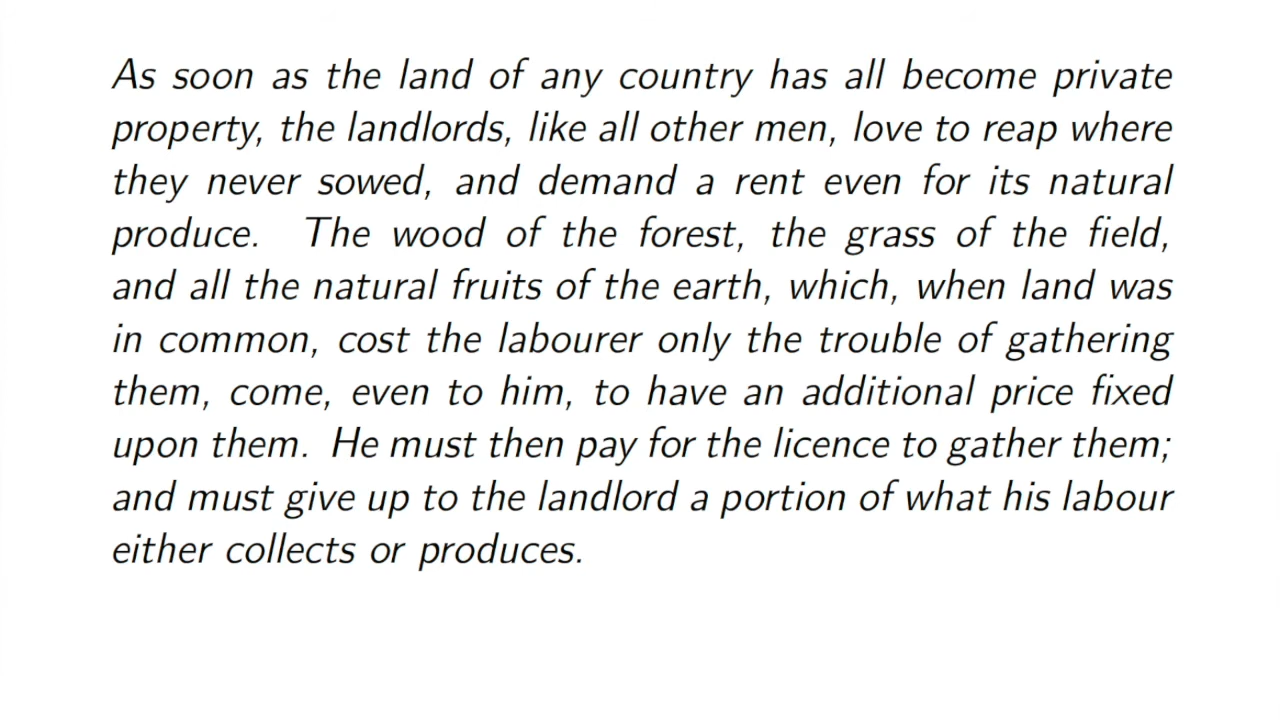 As soon as the land of any country has all become private
property, the landlords, like all other men, love to reap where
they never sowed, and demand a rent even for its natural
produce. The wood of the forest, the grass of the field,
and all the natural fruits of the earth, which, when land was
in common, cost the labourer only the trouble of gathering
them, come, even to him, to have an additional price fixed
upon them. He must then pay for the licence to gather them;
and must give up to the landlord a portion of what his labour
either collects or produces.